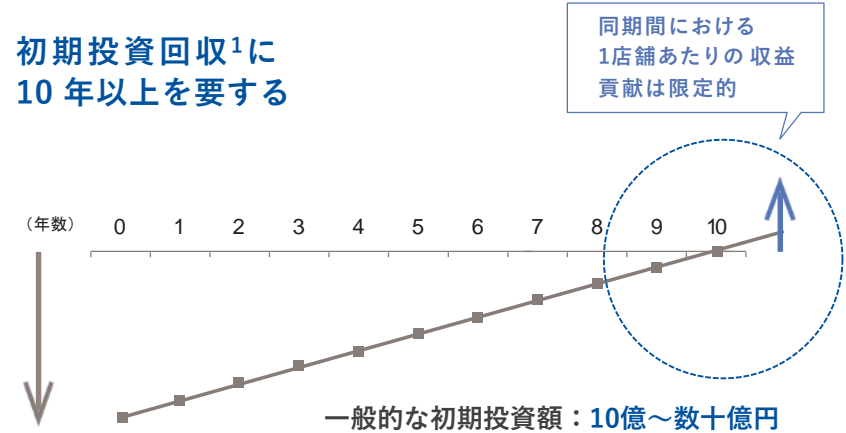 初期投資回収1に
10 年以上を要する
同期間における
1店舗あたりの 収益
貢献は限定的
（年数） 0 1 2 3 4 5 6 7 8 9 10
一般的な初期投資額：10億～数十億円